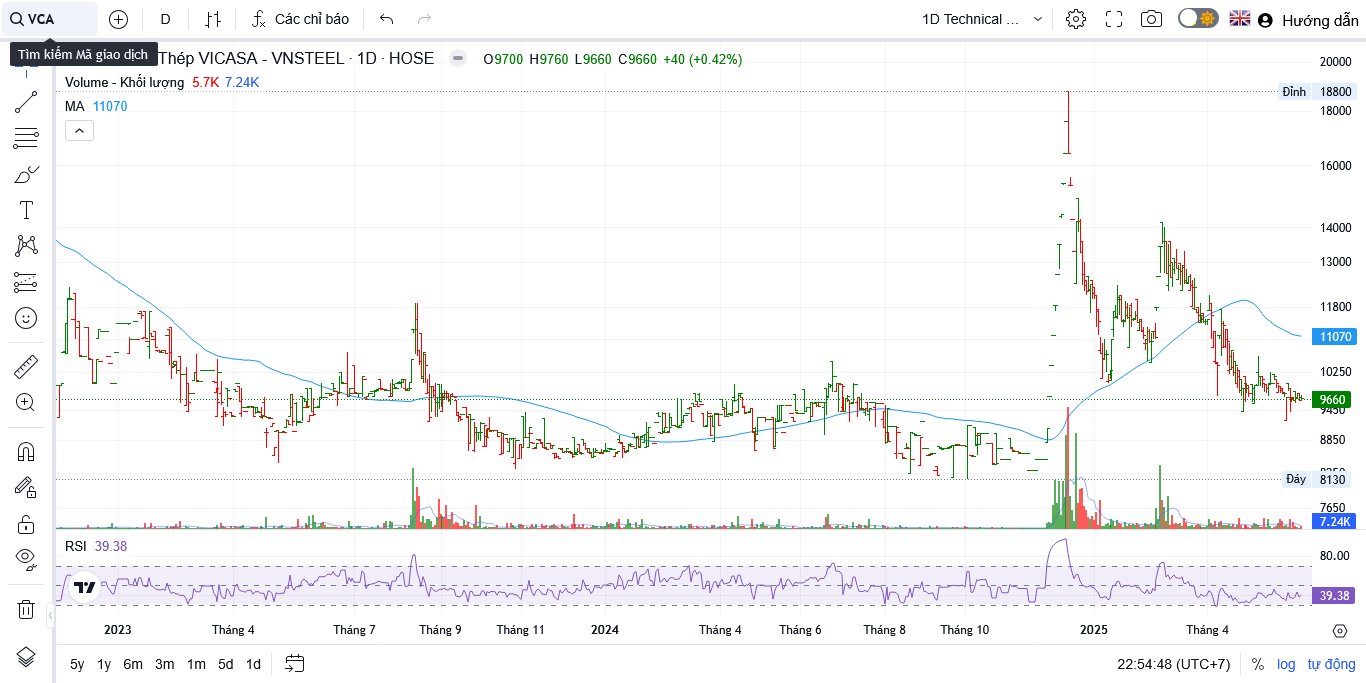 VCA D Các chỉ báo 1D Technical ... Hướng dẫn
Tìm kiếm Mã giao dịch
Thép VICASA - VNSTEEL · 1D · HOSE O9700 H9760 L9660 C9660 +40 (+0.42%)
Volume - Khối lượng 5.7K 7.24K
MA 11070
20000
Đỉnh 18800
18000
16000
14000
13000
11800
11070
10250
9660
9450
8850
Đáy 8130
7650
7.24K
RSI 39.38
80.00
39.38
2023 Tháng 4 Tháng 7 Tháng 9 Tháng 11 2024 Tháng 4 Tháng 6 Tháng 8 Tháng 10 2025 Tháng 4
5y 1y 6m 3m 1m 5d 1d 22:54:48 (UTC+7) % log tự động